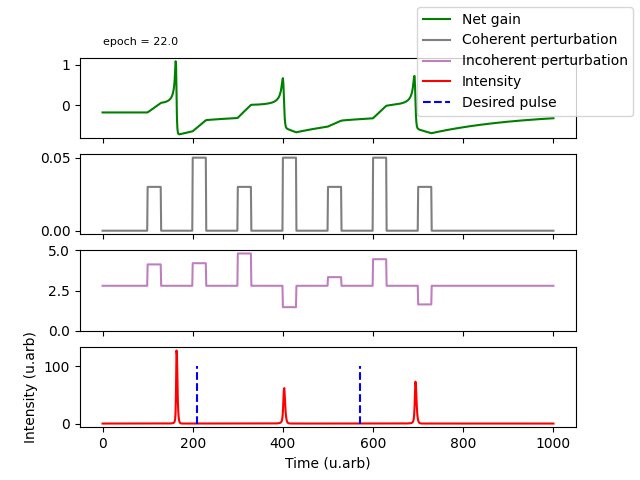 Net gain
Coherent perturbation
Incoherent perturbation
Intensity
Desired pulse
epoch = 22.0
1
0
0.05
0.00
5.0
2.5
0.0
100
0
Intensity (u.arb)
0 200 400 600 800 1000
Time (u.arb)